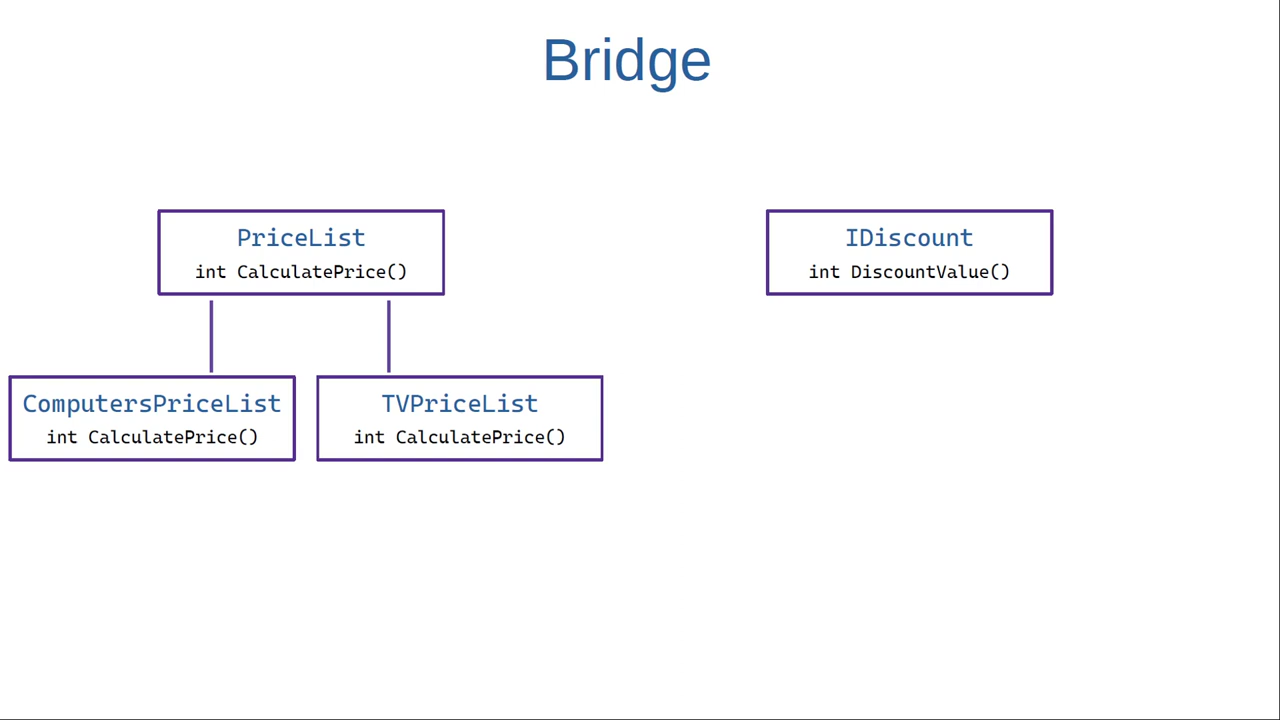 Bridge
PriceList
int CalculatePrice()
IDiscount
int DiscountValue()
ComputersPriceList
int CalculatePrice()
TVPriceList
int CalculatePrice()